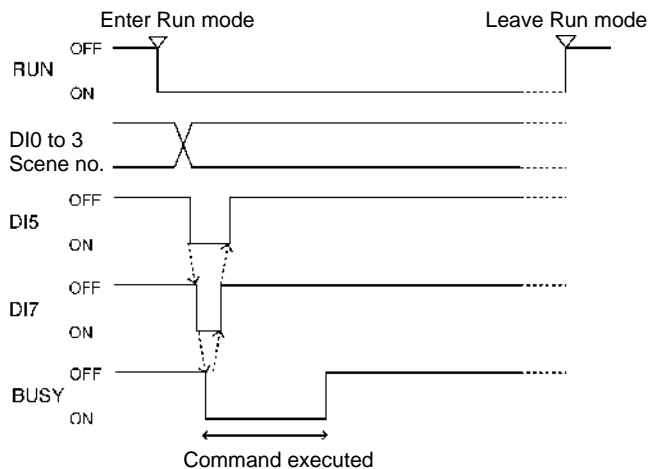 Enter Run mode Leave Run mode
OFF
RUN
ON
DI0 to 3
Scene no.
OFF
DI5
ON
OFF
DI7
ON
OFF
BUSY
ON
Command executed